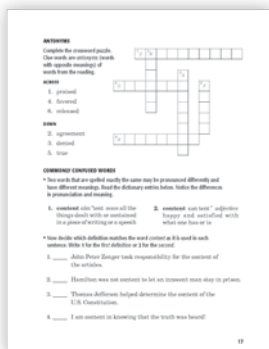 ANTONYMS
Complete the crossword puzzle.
Clue words are antonyms (words
with opposite meanings) of
words from the reading.
ACROSS
1. praised
4. favored
6. released
DOWN
2. agreement
3. denied
5. true
COMMONLY CONFUSED WORDS
• Two words that are spelled exactly the same may be pronounced differently and
have different meanings. Read the dictionary entries below. Notice the differences
in pronunciation and meaning.
1. content noun all the
things dealt with or contained
in a piece of writing or a speech
2. content adjective
happy and satisfied with
what one has or is
• Now decide which definition matches the word content as it is used in each
sentence. Write 1 for the first definition or 2 for the second.
1. ____ John Peter Zenger took responsibility for the content of
the articles.
2. ____ Hamilton was not content to let an innocent man stay in prison.
3. ____ Thomas Jefferson helped determine the content of the
U.S. Constitution.
4. ____ I am content in knowing that the truth was heard!
17